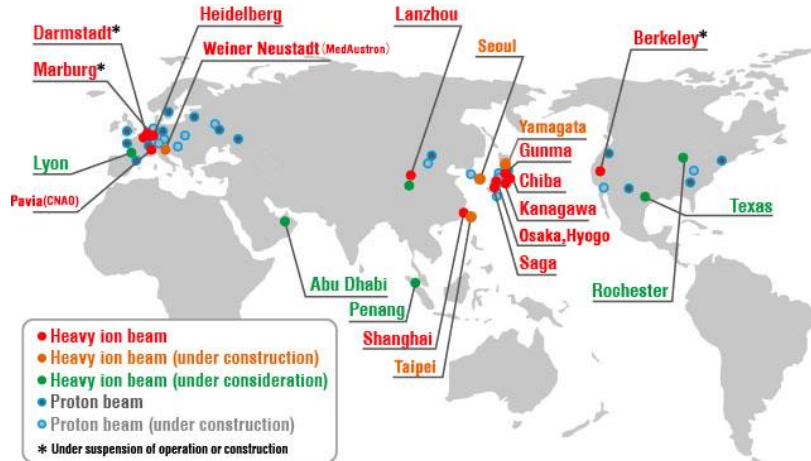 Heidelberg
Darmstadt*
Weiner Neustadt(MedAustron)
Marburg*
Lanzhou
Seoul
Berkeley*
Yamagata
Gunma
Chiba
Kanagawa
Osaka,Hyogo
Saga
Lyon
Pavia(CNAO)
Abu Dhabi
Penang
Shanghai
Taipei
Texas
Rochester
Heavy ion beam
Heavy ion beam (under construction)
Heavy ion beam (under consideration)
Proton beam
Proton beam (under construction)
* Under suspension of operation or construction